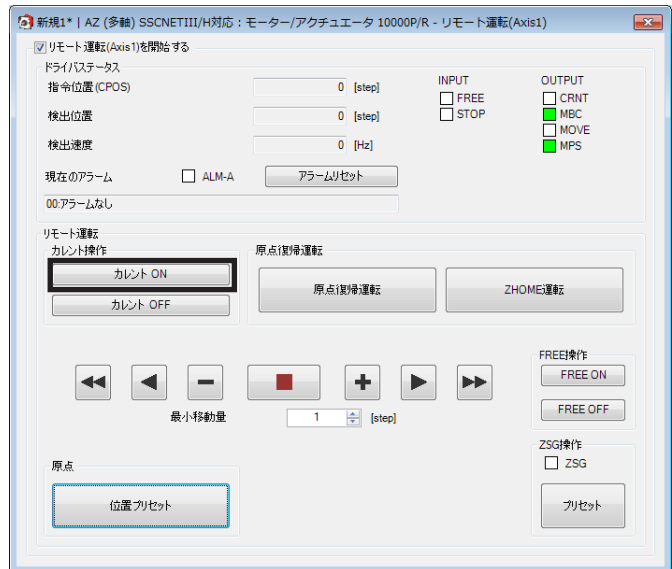 新規1* | AZ (多軸) SSCNETIII/H対応：モーター/アクチュエータ 10000P/R - リモート運転(Axis1)
リモート運転(Axis1)を開始する
ドライバステータス
指令位置(CPOS) 0 [step]
検出位置 0 [step]
検出速度 0 [Hz]
INPUT
FREE
STOP
OUTPUT
CRNT
MBC
MOVE
MPS
現在のアラーム ALM-A アラームリセット
00:アラームなし
リモート運転
カレント操作
カレント ON
カレント OFF
原点復帰運転
原点復帰運転 ZHOME運転
最小移動量 1 [step]
FREE操作
FREE ON
FREE OFF
原点
位置プリセット
ZSG操作
ZSG
プリセット